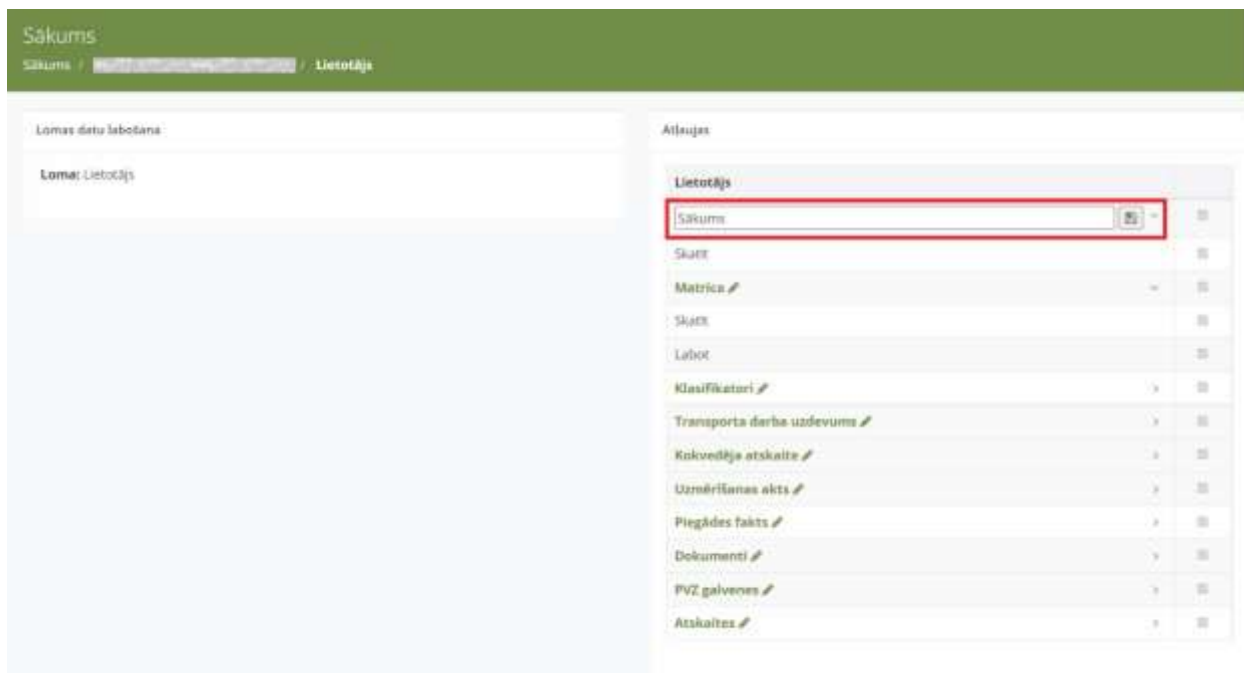 Sākums
Sākums / / Lietotājs
Lomas datu labošana
Loma: Lietotājs
Atļaujas
Lietotājs
Sākums
Skatīt
Matrica
Skatīt
Labot
Klasifikatori
Transporta darba uzdevums
Kokvedēja atskaite
Uzmērīšanas akts
Piegādes fakts
Dokumenti
PVZ galvenes
Atskaites